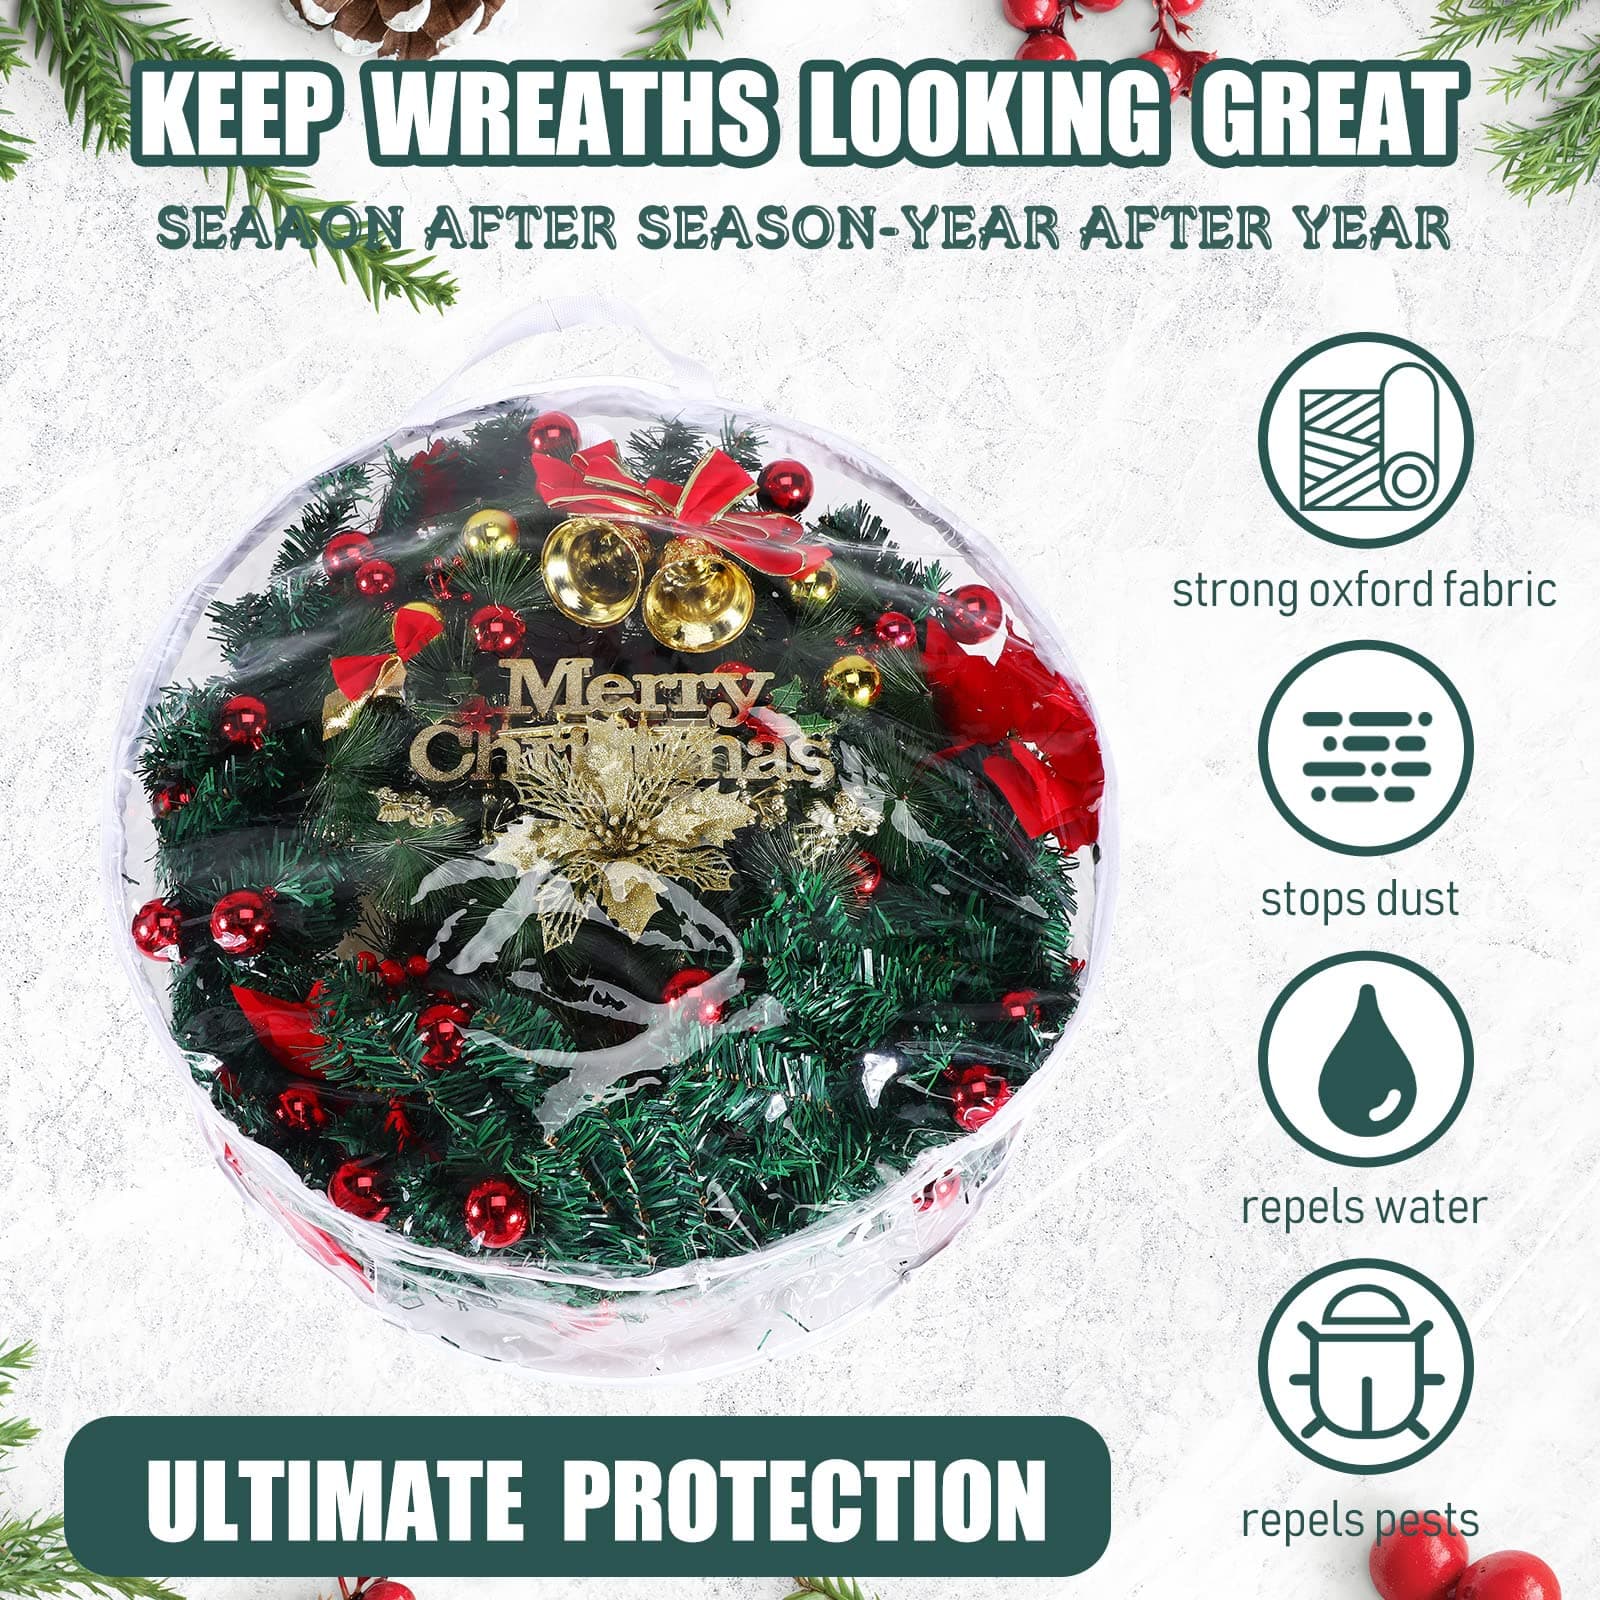 KEEP WREATHS LOOKING GREAT
SEAAON AFTER SEASON-YEAR AFTER YEAR
Merry
Christmas
strong oxford fabric
stops dust
repels water
repels pests
ULTIMATE PROTECTION